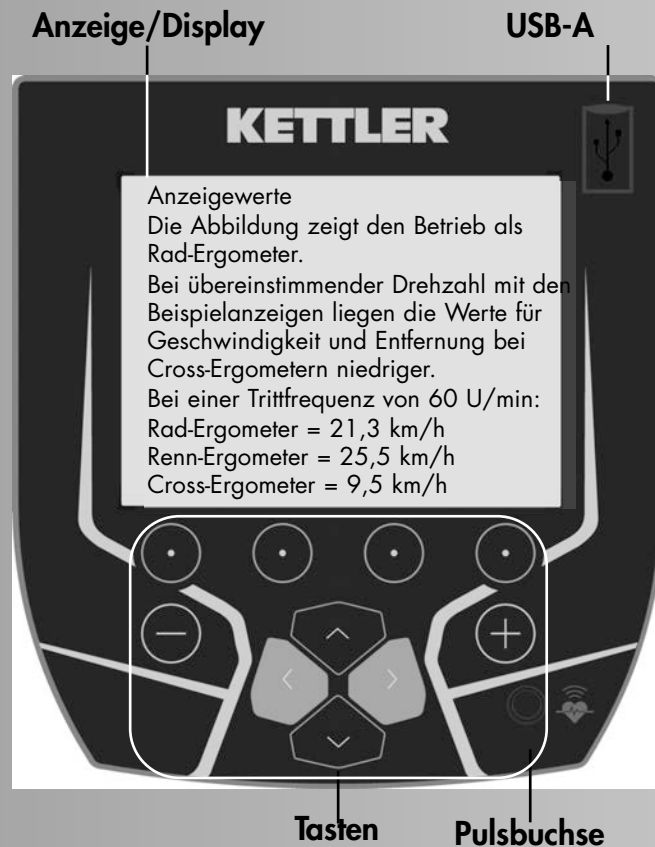 Anzeige/Display
USB-A
KETTLER
Anzeigewerte
Die Abbildung zeigt den Betrieb als
Rad-Ergometer.
Bei übereinstimmender Drehzahl mit den
Beispielanzeigen liegen die Werte für
Geschwindigkeit und Entfernung bei
Cross-Ergometern niedriger.
Bei einer Trittfrequenz von 60 U/min:
Rad-Ergometer = 21,3 km/h
Renn-Ergometer = 25,5 km/h
Cross-Ergometer = 9,5 km/h
Tasten
Pulsbuchse